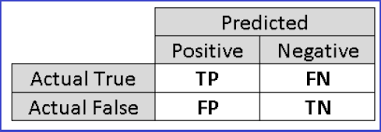 Predicted
Positive Negative
Actual True TP FN
Actual False FP TN